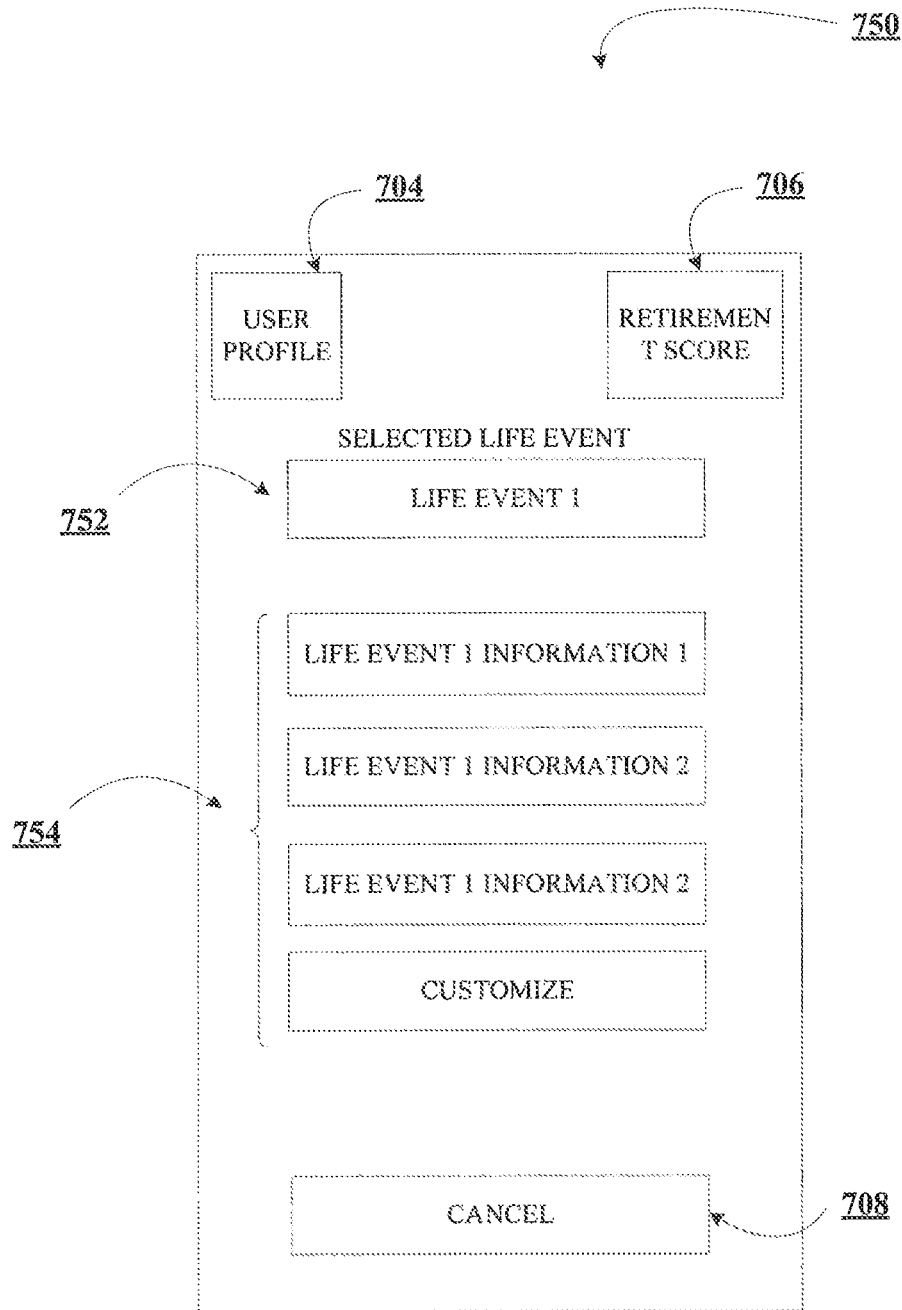 750
704
706
USER
PROFILE
RETIREMEN
T SCORE
SELECTED LIFE EVENT
LIFE EVENT 1
752
LIFE EVENT 1 INFORMATION 1
LIFE EVENT 1 INFORMATION 2
754
LIFE EVENT 1 INFORMATION 2
CUSTOMIZE
CANCEL
708